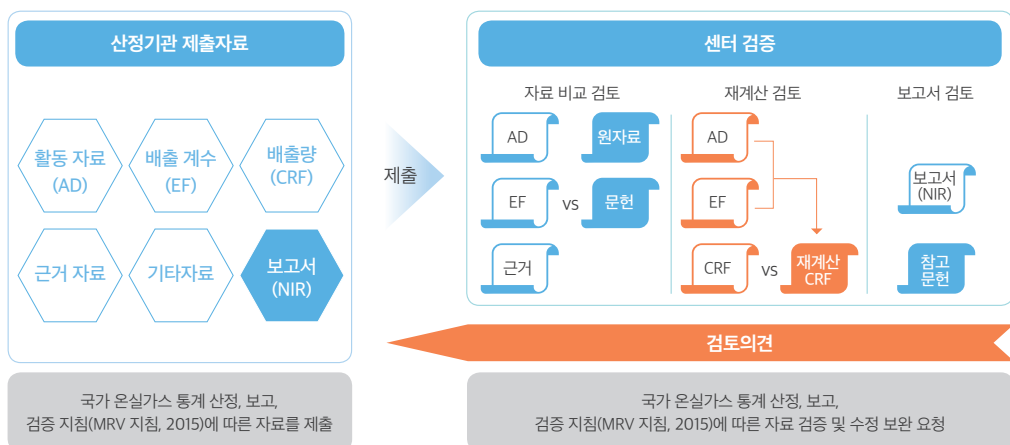 산정기관 제출자료
활동 자료
(AD)
배출 계수
(EF)
배출량
(CRF)
근거 자료
기타자료
보고서
(NIR)
제출
센터 검증
자료 비교 검토
재계산 검토
보고서 검토
AD
원자료
EF
vs
문헌
근거
AD
EF
CRF
vs
재계산
CRF
보고서
(NIR)
참고
문헌
검토의견
국가 온실가스 통계 산정, 보고,
검증 지침(MRV 지침, 2015)에 따른 자료를 제출
국가 온실가스 통계 산정, 보고,
검증 지침(MRV 지침, 2015)에 따른 자료 검증 및 수정 보완 요청